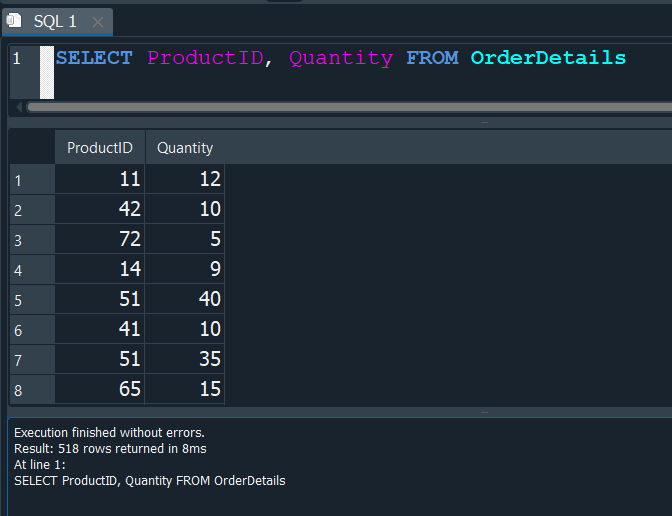 SQL 1
1 SELECT ProductID, Quantity FROM OrderDetails
ProductID Quantity
1 11 12
2 42 10
3 72 5
4 14 9
5 51 40
6 41 10
7 51 35
8 65 15
Execution finished without errors.
Result: 518 rows returned in 8ms
At line 1:
SELECT ProductID, Quantity FROM OrderDetails